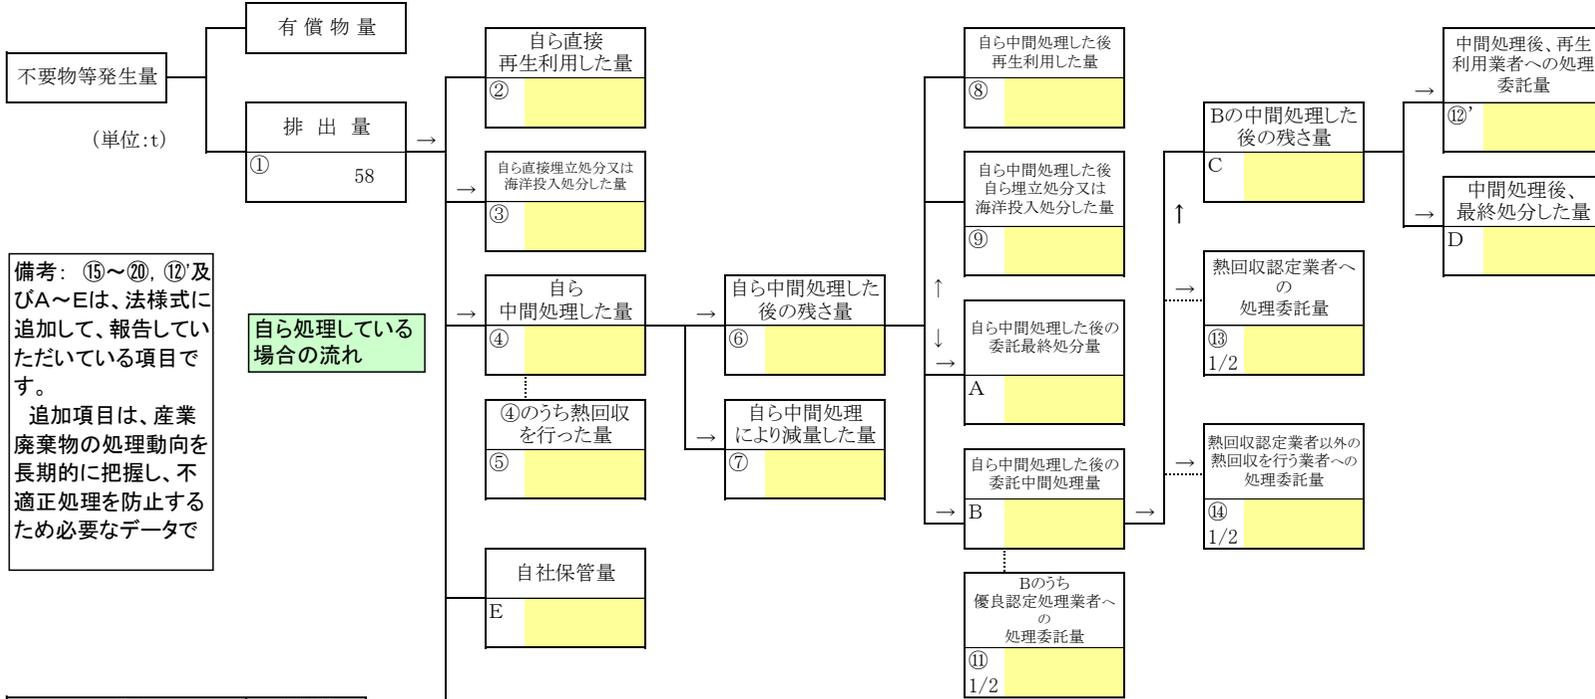 有 償 物 量
不要物等発生量
(単位:t)
排 出 量
→
①
58
備考: ⑮～⑳, ⑫'及
びA～Eは、法様式に
追加して、報告してい
ただいている項目で
す。
追加項目は、産業
廃棄物の処理動向を
長期的に把握し、不
適正処理を防止する
ため必要なデータで
自ら処理している
場合の流れ
自ら直接
再生利用した量
②
→
自ら直接埋立処分又は
海洋投入処分した量
③
→
自ら
中間処理した量
④
④のうち熱回収
を行った量
⑤
自社保管量
E
→
自ら中間処理した
後の残さ量
⑥
→
自ら中間処理
により減量した量
⑦
自ら中間処理した後
再生利用した量
⑧
自ら中間処理した後
自ら埋立処分又は
海洋投入処分した量
⑨
↑
↓
→
自ら中間処理した後の
委託最終処分量
A
→
自ら中間処理した後の
委託中間処理量
B
→
Bのうち
優良認定処理業者へ
の
処理委託量
⑪
1/2
Bの中間処理した
後の残さ量
C
↑
→
熱回収認定業者へ
の
処理委託量
⑬
1/2
→
熱回収認定業者以外の
熱回収を行う業者への
処理委託量
⑭
1/2
→
中間処理後、再生
利用業者への処理
委託量
⑫'
→
中間処理後、
最終処分した量
D